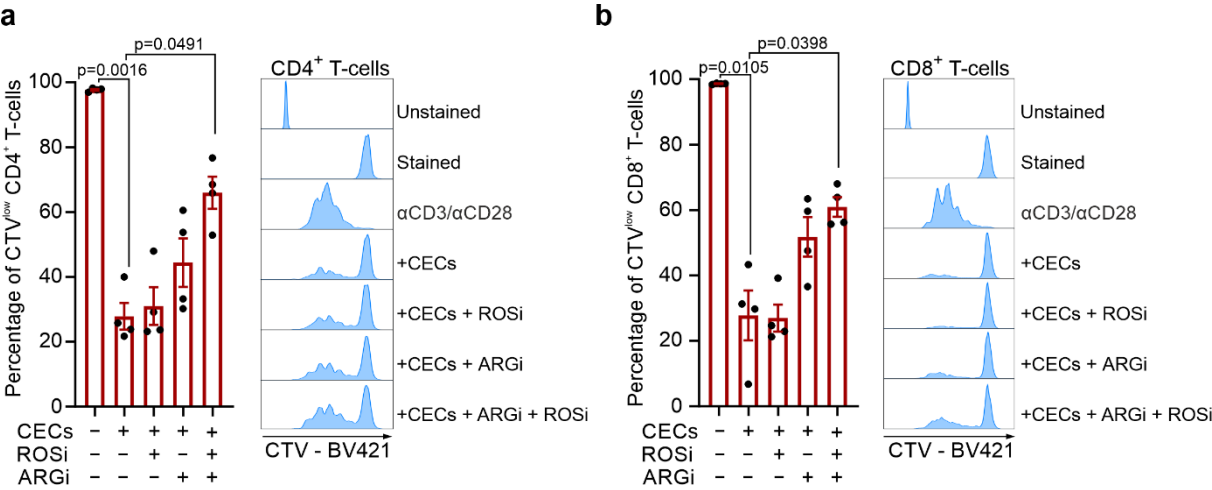 a
p=0.0491
p=0.0016
Percentage of CTVˡᵒʷ CD4⁺ T-cells
100
80
60
40
20
0
CECs − + + + +
ROSi − − + − +
ARGi − − − + +
CD4⁺ T-cells
Unstained
Stained
αCD3/αCD28
+CECs
+CECs + ROSi
+CECs + ARGi
+CECs + ARGi + ROSi
CTV - BV421
b
p=0.0398
p=0.0105
Percentage of CTVˡᵒʷ CD8⁺ T-cells
100
80
60
40
20
0
CECs − + + + +
ROSi − − + − +
ARGi − − − + +
CD8⁺ T-cells
Unstained
Stained
αCD3/αCD28
+CECs
+CECs + ROSi
+CECs + ARGi
+CECs + ARGi + ROSi
CTV - BV421